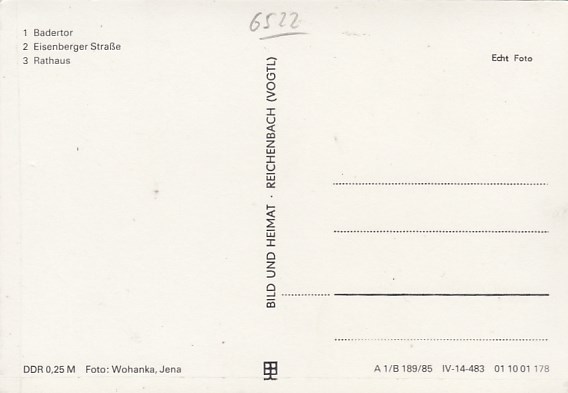 6522
1 Badertor
2 Eisenberger Straße
3 Rathaus
Echt Foto
BILD UND HEIMAT · REICHENBACH (VOGTL)
DDR 0,25 M Foto: Wohanka, Jena
A 1/B 189/85 IV-14-483 01 10 01 178